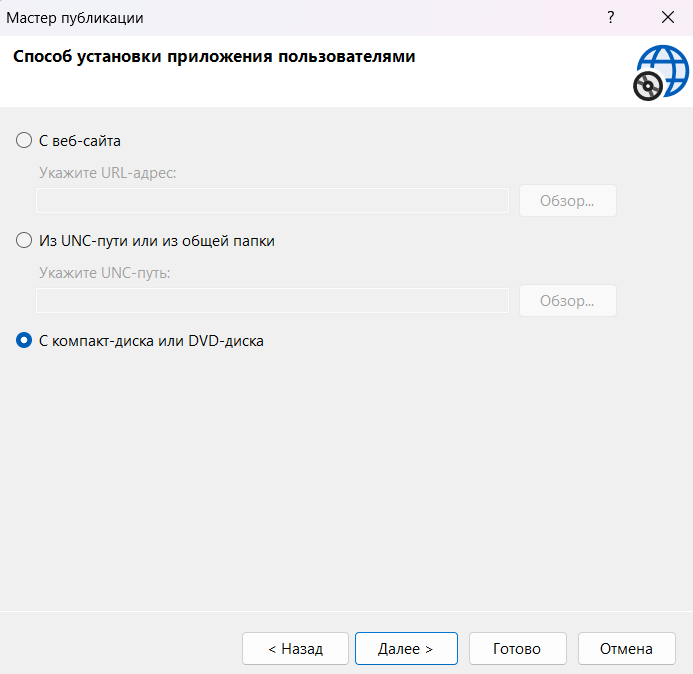 Мастер публикации
?
Способ установки приложения пользователями
С веб-сайта
Укажите URL-адрес:
Обзор...
Из UNC-пути или из общей папки
Укажите UNC-путь:
Обзор...
С компакт-диска или DVD-диска
< Назад Далее > Готово Отмена